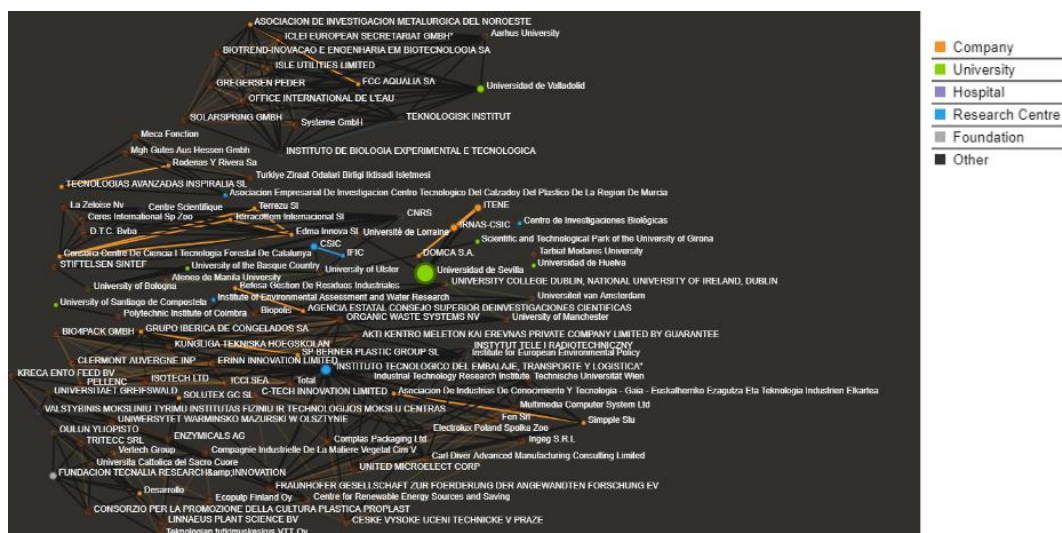 ASOCIACION DE INVESTIGACION METALURGICA DEL NOROESTE
ICLEI EUROPEAN SECRETARIAT GMBH*
Aarhus University
BIOTREND-INOVACAO E ENGENHARIA EM BIOTECNOLOGIA SA
ISLE UTILITIES LIMITED
GREGERSEN PEDER
FCC AQUALIA SA
Universidad de Valladolid
OFFICE INTERNATIONAL DE L'EAU
SOLARSPRING GMBH
Systeme GmbH
TEKNOLOGISK INSTITUT
Meca Fonction
Mgh Gutes Aus Hessen Gmbh
INSTITUTO DE BIOLOGIA EXPERIMENTAL E TECNOLOGICA
Rodenas Y Rivera Sa
Turkiye Ziraat Odalari Birligi Iktisadi Isletmesi
TECNOLOGIAS AVANZADAS INSPIRALIA SL
Asociacion Empresarial De Investigacion Centro Tecnologico Del Calzadoy Del Plastico De La Region De Murcia
La Zeloise Nv
Centre Scientifique
Terrezu Sl
ITENE
Ceres International Sp Zoo
CNRS
IRNAS-CSIC
Centro de Investigaciones Biológicas
D.T.C. Bvba
Edma Innova Sl
Université de Lorraine
Scientific and Technological Park of the University of Girona
CSIC
Consorci Centre De Ciencia I Tecnologia Forestal De Catalunya
IFIC
DOMCA S.A.
Tarbiat Modares University
STIFTELSEN SINTEF
University of the Basque Country
University of Ulster
Universidad de Sevilla
Universidad de Huelva
Ateneo de Manila University
University of Bologna
Befesa Gestion De Residuos Industriales
UNIVERSITY COLLEGE DUBLIN, NATIONAL UNIVERSITY OF IRELAND, DUBLIN
University of Santiago de Compostela
Institute of Environmental Assessment and Water Research
Universiteit van Amsterdam
Polytechnic Institute of Coimbra
Biopolis
AGENCIA ESTATAL CONSEJO SUPERIOR DEINVESTIGACIONES CIENTIFICAS
ORGANIC WASTE SYSTEMS NV
University of Manchester
BIO4PACK GMBH
GRUPO IBERICA DE CONGELADOS SA
AKTI KENTRO MELETON KAI EREVNAS PRIVATE COMPANY LIMITED BY GUARANTEE
KUNGLIGA TEKNISKA HOEGSKOLAN
INSTYTUT TELE I RADIOTECHNICZNY
SP BERNER PLASTIC GROUP SL
Institute for European Environmental Policy
CLERMONT AUVERGNE INP
ERINN INNOVATION LIMITED
INSTITUTO TECNOLOGICO DEL EMBALAJE, TRANSPORTE Y LOGISTICA*
KRECA ENTO FEED BV
ISOTECH LTD
ICCI SEA
Total
Industrial Technology Research Institute
Technische Universität Wien
PELLENC
UNIVERSITAET GREIFSWALD
SOLUTEX GC SL
C-TECH INNOVATION LIMITED
Asociacion De Industrias De Conocimiento Y Tecnologia - Gaia - Euskalherriko Ezagutza Eta Teknologia Industrien Elkartea
VALSTYBINIS MOKSLINIU TYRIMU INSTITUTAS FIZINIU IR TECHNOLOGIJOS MOKSLU CENTRAS
Multimedia Computer System Ltd
UNIWERSYTET WARMINSKO MAZURSKI W OLSZTYNIE
Fen Srl
Simpple Slu
OULUN YLIOPISTO
ENZYMICALS AG
Electrolux Poland Spolka Zoo
TRITECC SRL
Complas Packaging Ltd
Ingeg S.R.L
Vertech Group
Compagnie Industrielle De La Matiere Vegetal Cim V
Carl Diver Advanced Manufacturing Consulting Limited
Universita Cattolica del Sacro Cuore
UNITED MICROELECT CORP
FUNDACION TECNALIA RESEARCH&amp;INNOVATION
Desarrollo
FRAUNHOFER GESELLSCHAFT ZUR FOERDERUNG DER ANGEWANDTEN FORSCHUNG EV
Ecopulp Finland Oy
Centre for Renewable Energy Sources and Saving
CONSORZIO PER LA PROMOZIONE DELLA CULTURA PLASTICA PROPLAST
LINNAEUS PLANT SCIENCE BV
CESKE VYSOKE UCENI TECHNICKE V PRAZE
Teknologian tutkimuskeskus VTT Oy
Company
University
Hospital
Research Centre
Foundation
Other